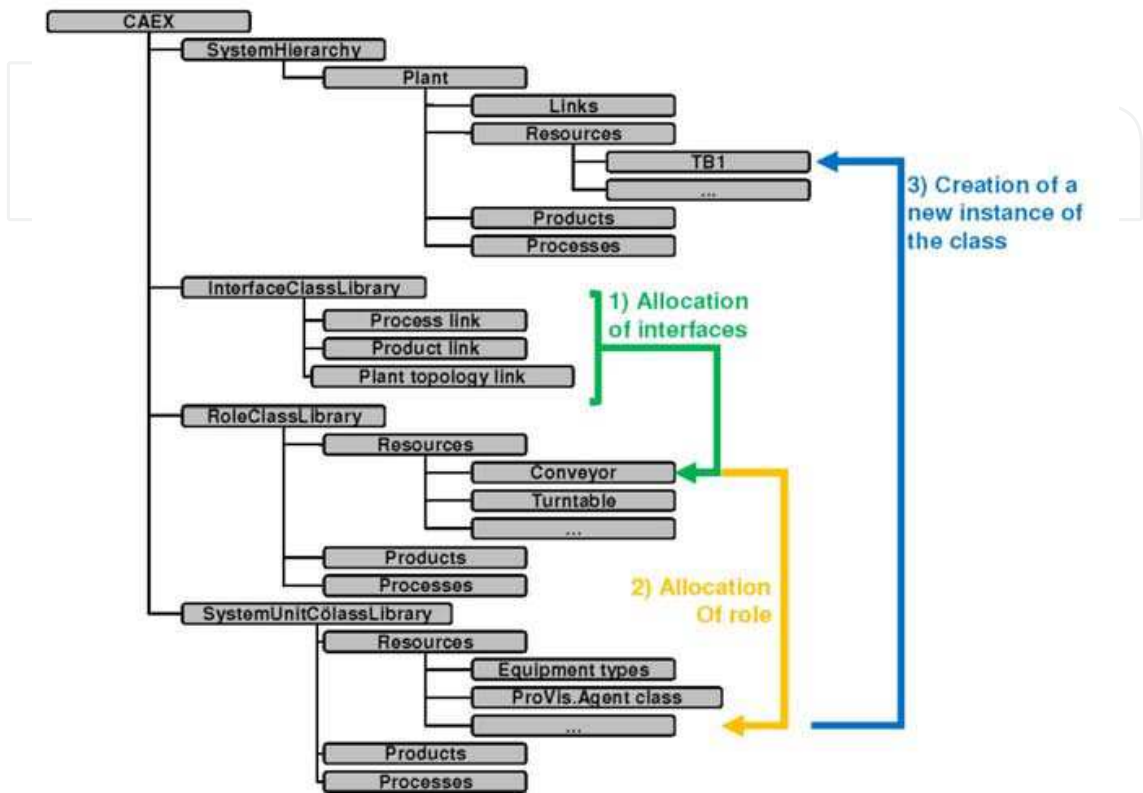 CAEX
SystemHierarchy
Plant
Links
Resources
TB1
...
Products
Processes
3) Creation of a
new instance of
the class
InterfaceClassLibrary
Process link
Product link
Plant topology link
1) Allocation
of interfaces
RoleClassLibrary
Resources
Conveyor
Turntable
...
Products
Processes
2) Allocation
Of role
SystemUnitCölassLibrary
Resources
Equipment types
ProVis.Agent class
...
Products
Processes